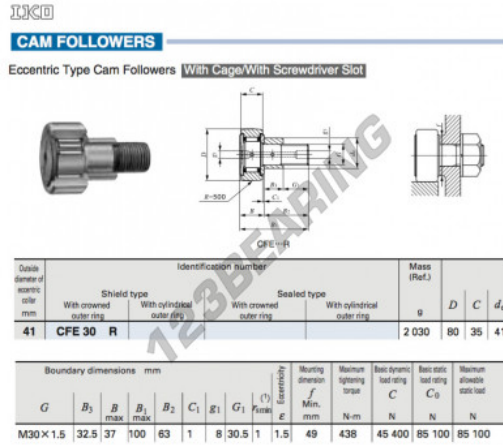 IKO
CAM FOLLOWERS
Eccentric Type Cam Followers With Cage/With Screwdriver Slot
C
D
R=500
B
CFE…R
123BEARING
Outside diameter of eccentric collar mm
Identification number
Mass (Ref.) g
Shield type
Sealed type
With crowned outer ring
With cylindrical outer ring
With crowned outer ring
With cylindrical outer ring
D C
41 CFE 30 R 2 030 80 35 41
Boundary dimensions mm
Eccentricity ε
Mounting dimension f Min. mm
Maximum tightening torque N-m
Basic dynamic load rating C N
Basic static load rating C0 N
Maximum allowable static load N
G B3 B max B1 max B2 C1 g1 G1 (1) rsmin
M30×1.5 32.5 37 100 63 1 8 30.5 1 1.5 49 438 45 400 85 100 85 100